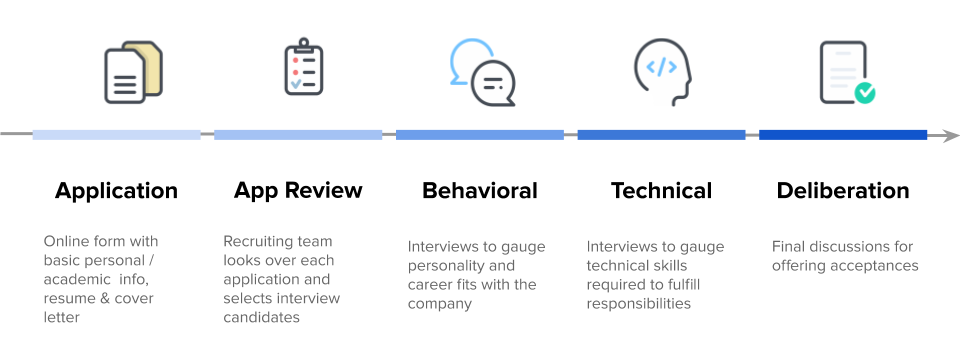 Application
Online form with
basic personal /
academic  info,
resume & cover
letter
App Review
Recruiting team
looks over each
application and
selects interview
candidates
Behavioral
Interviews to gauge
personality and
career fits with the
company
</>
Technical
Interviews to gauge
technical skills
required to fulfill
responsibilities
Deliberation
Final discussions for
offering acceptances